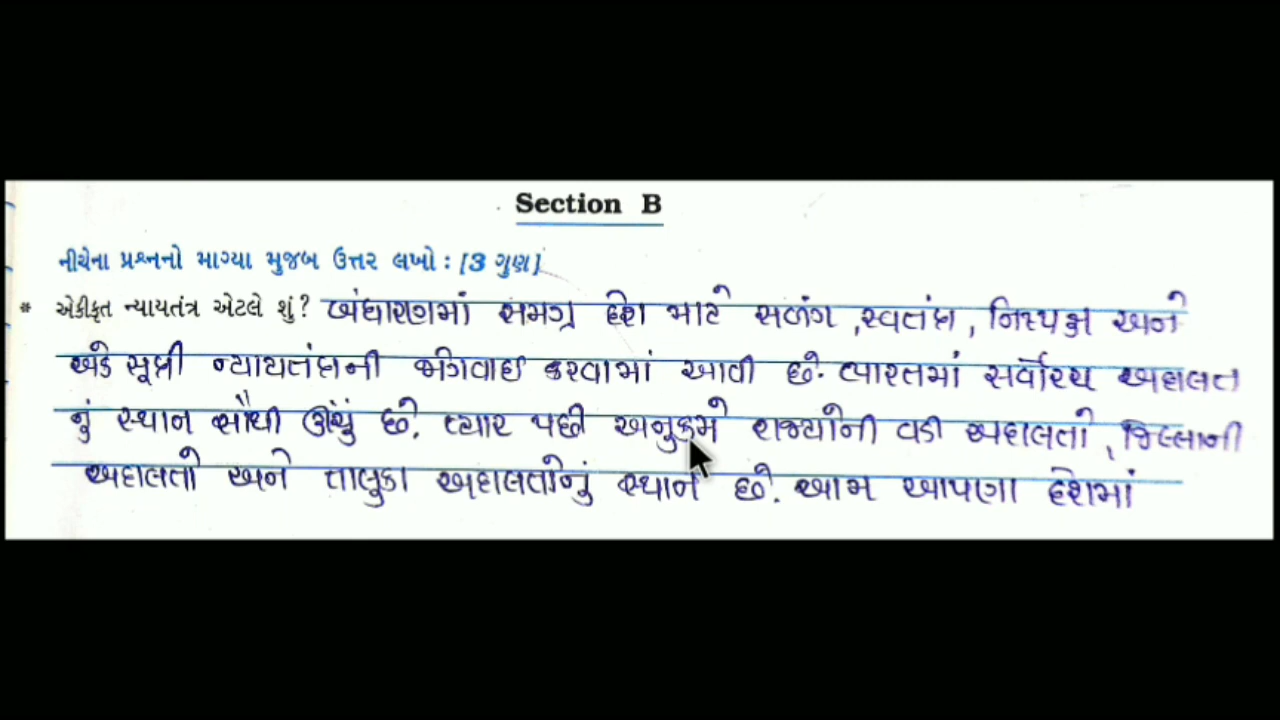 Section B
નીચેના પ્રશ્નનો માગ્યા મુજબ ઉત્તર લખો : [3 ગુણ]
* એકીકૃત ન્યાયતંત્ર એટલે શું? બંધારણમાં સમગ્ર દેશ માટે સળંગ, સ્વતંત્ર, નિષ્પક્ષ અને
એક સૂત્રી ન્યાયતંત્રની જોગવાઈ કરવામાં આવી છે. ભારતમાં સર્વોચ્ચ અદાલત
નું સ્થાન સૌથી ઊંચું છે. ત્યાર પછી અનુક્રમે રાજ્યોની વડી અદાલતો, જિલ્લાની
અદાલતો અને તાલુકા અદાલતોનું સ્થાન છે. આમ આપણા દેશમાં